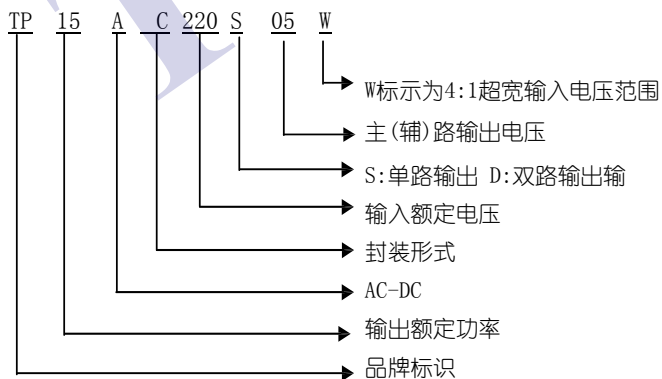 TP 15 A C 220 S 05 W
W标示为4:1超宽输入电压范围
主(辅)路输出电压
S:单路输出 D:双路输出输
输入额定电压
封装形式
AC-DC
输出额定功率
品牌标识